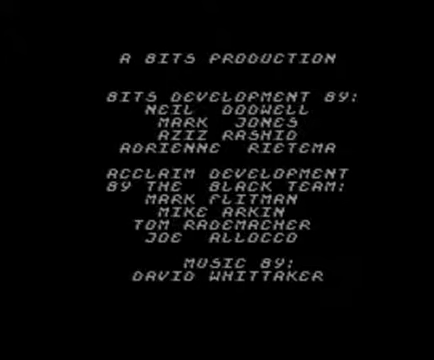 A BITS PRODUCTION
BITS DEVELOPMENT BY:
NEIL DODWELL
MARK JONES
AZIZ RASHID
ADRIENNE RIETEMA
ACCLAIM DEVELOPMENT
BY THE BLACK TEAM:
MARK FLITMAN
MIKE ARKIN
TOM RADEMACHER
JOE ALLOCCO
MUSIC BY:
DAVID WHITTAKER